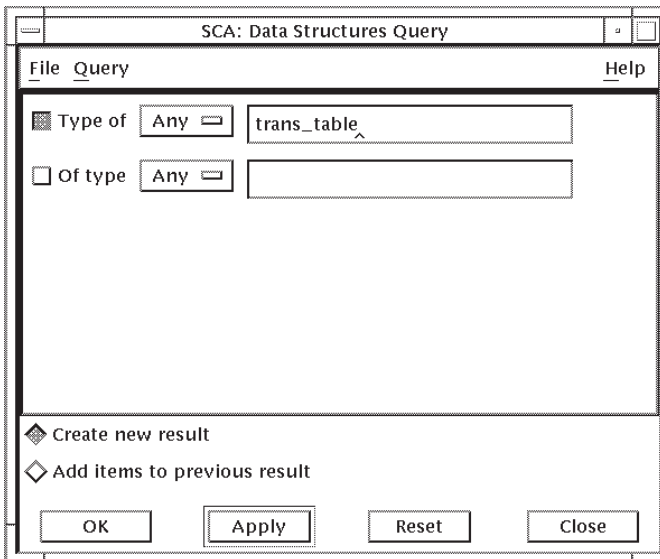 SCA: Data Structures Query
File Query Help
Type of Any trans_table
Of type Any
Create new result
Add items to previous result
OK Apply Reset Close